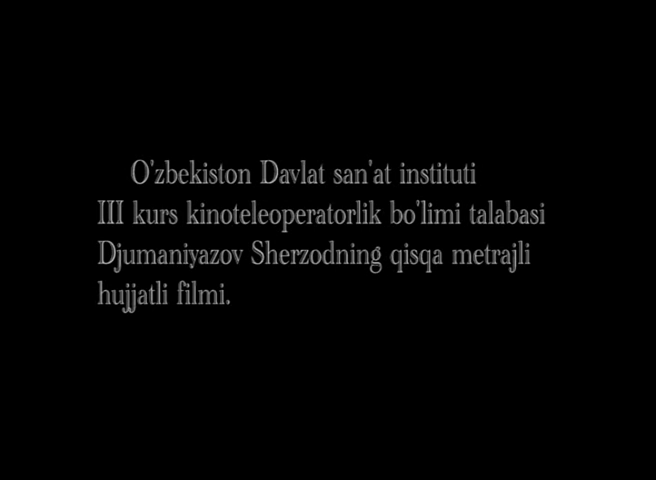 O'zbekiston Davlat san'at instituti
III kurs kinoteleoperatorlik bo'limi talabasi
Djumaniyazov Sherzodning qisqa metrajli
hujjatli filmi.